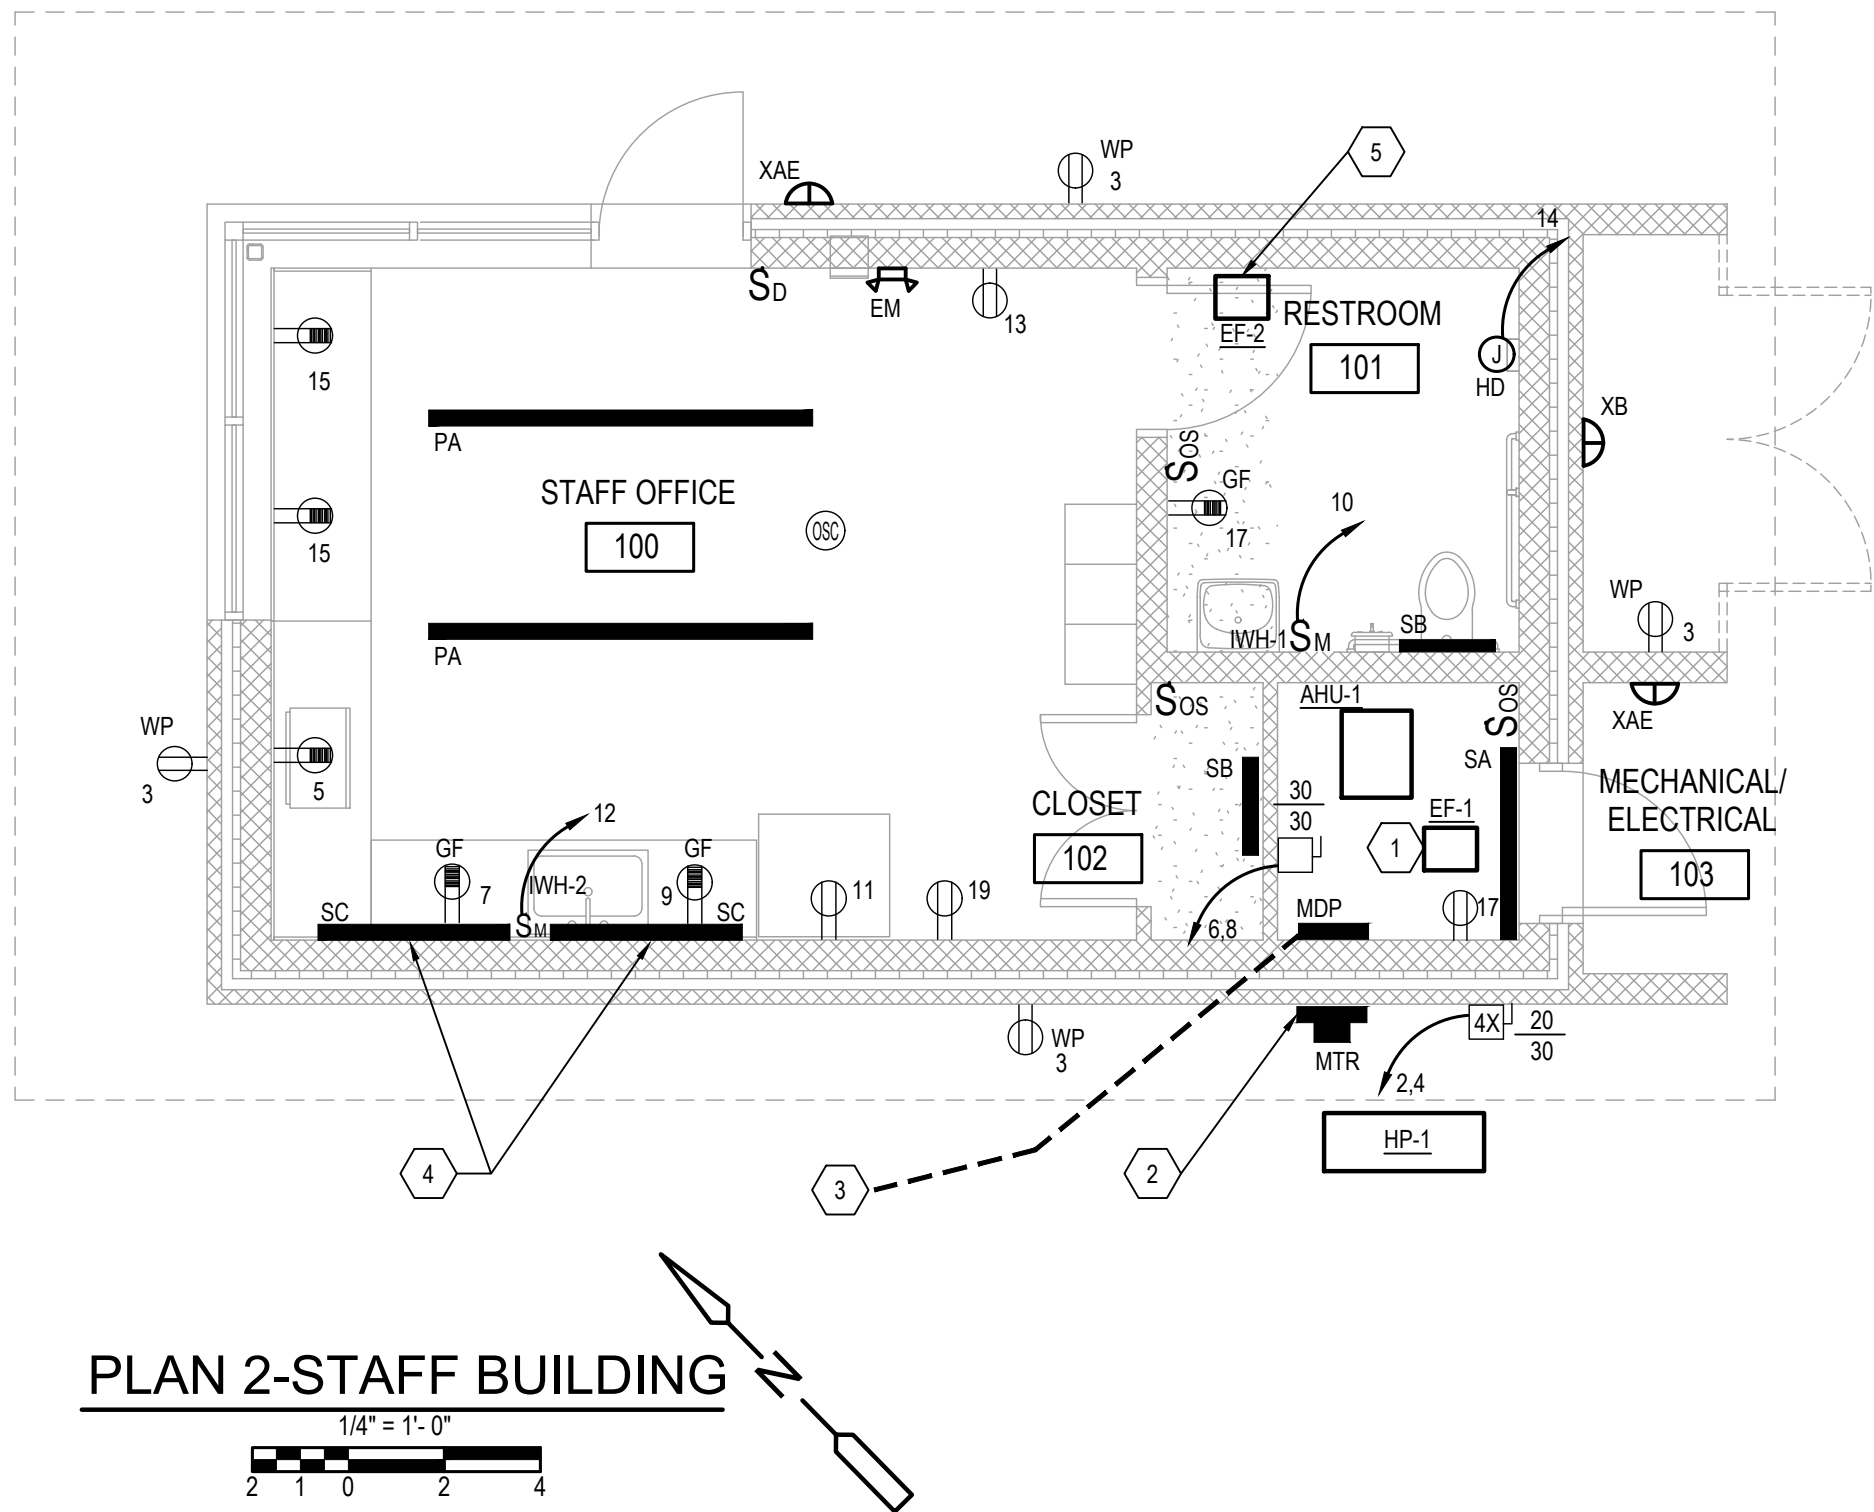 WP
3
5
XAE
14
SD
EM
13
EF-2
RESTROOM
101
J
HD
15
XB
PA
SOS
GF
17
STAFF OFFICE
100
OSC
15
10
WP
3
IWH-1
SM
SB
PA
SOS
AHU-1
SOS
XAE
WP
3
5
SB
SA
MECHANICAL/
ELECTRICAL
103
CLOSET
102
30
30
EF-1
1
12
GF
7
IWH-2
GF
9
11
19
SC
SM
SC
6,8
MDP
17
WP
3
MTR
4X
20
30
2,4
HP-1
4
3
2
N
PLAN 2-STAFF BUILDING
1/4" = 1'- 0"
2 1 0 2 4